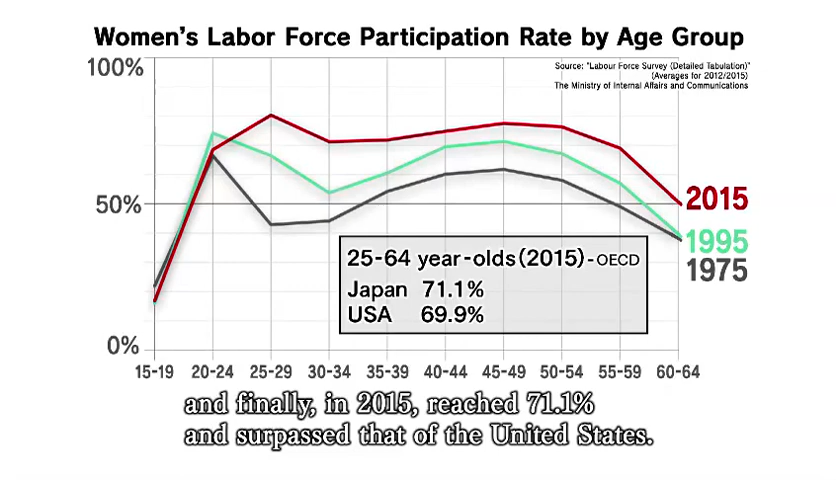 Women's Labor Force Participation Rate by Age Group
Source: "Labour Force Survey (Detailed Tabulation)"
(Averages for 2012/2015)
The Ministry of Internal Affairs and Communications
100%
50%
0%
2015
1995
1975
25-64 year-olds(2015)-OECD
Japan 71.1%
USA 69.9%
15-19 20-24 25-29 30-34 35-39 40-44 45-49 50-54 55-59 60-64
and finally, in 2015, reached 71.1%
and surpassed that of the United States.